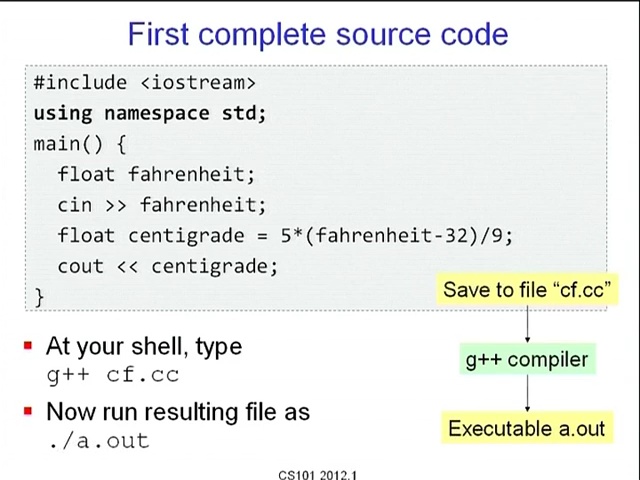 First complete source code
#include <iostream>
using namespace std;
main() {
float fahrenheit;
cin >> fahrenheit;
float centigrade = 5*(fahrenheit-32)/9;
cout << centigrade;
}
Save to file “cf.cc”
g++ compiler
Executable a.out
At your shell, type
g++ cf.cc
Now run resulting file as
./a.out
CS101 2012.1